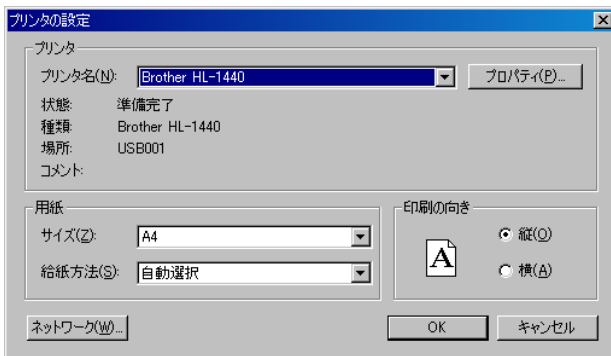 プリンタの設定
プリンタ
プリンタ名(N): Brother HL-1440 プロパティ(P)...
状態: 準備完了
種類: Brother HL-1440
場所: USB001
コメント:
用紙
サイズ(Z): A4
給紙方法(S): 自動選択
印刷の向き
A
縦(O)
横(A)
ネットワーク(W)... OK キャンセル